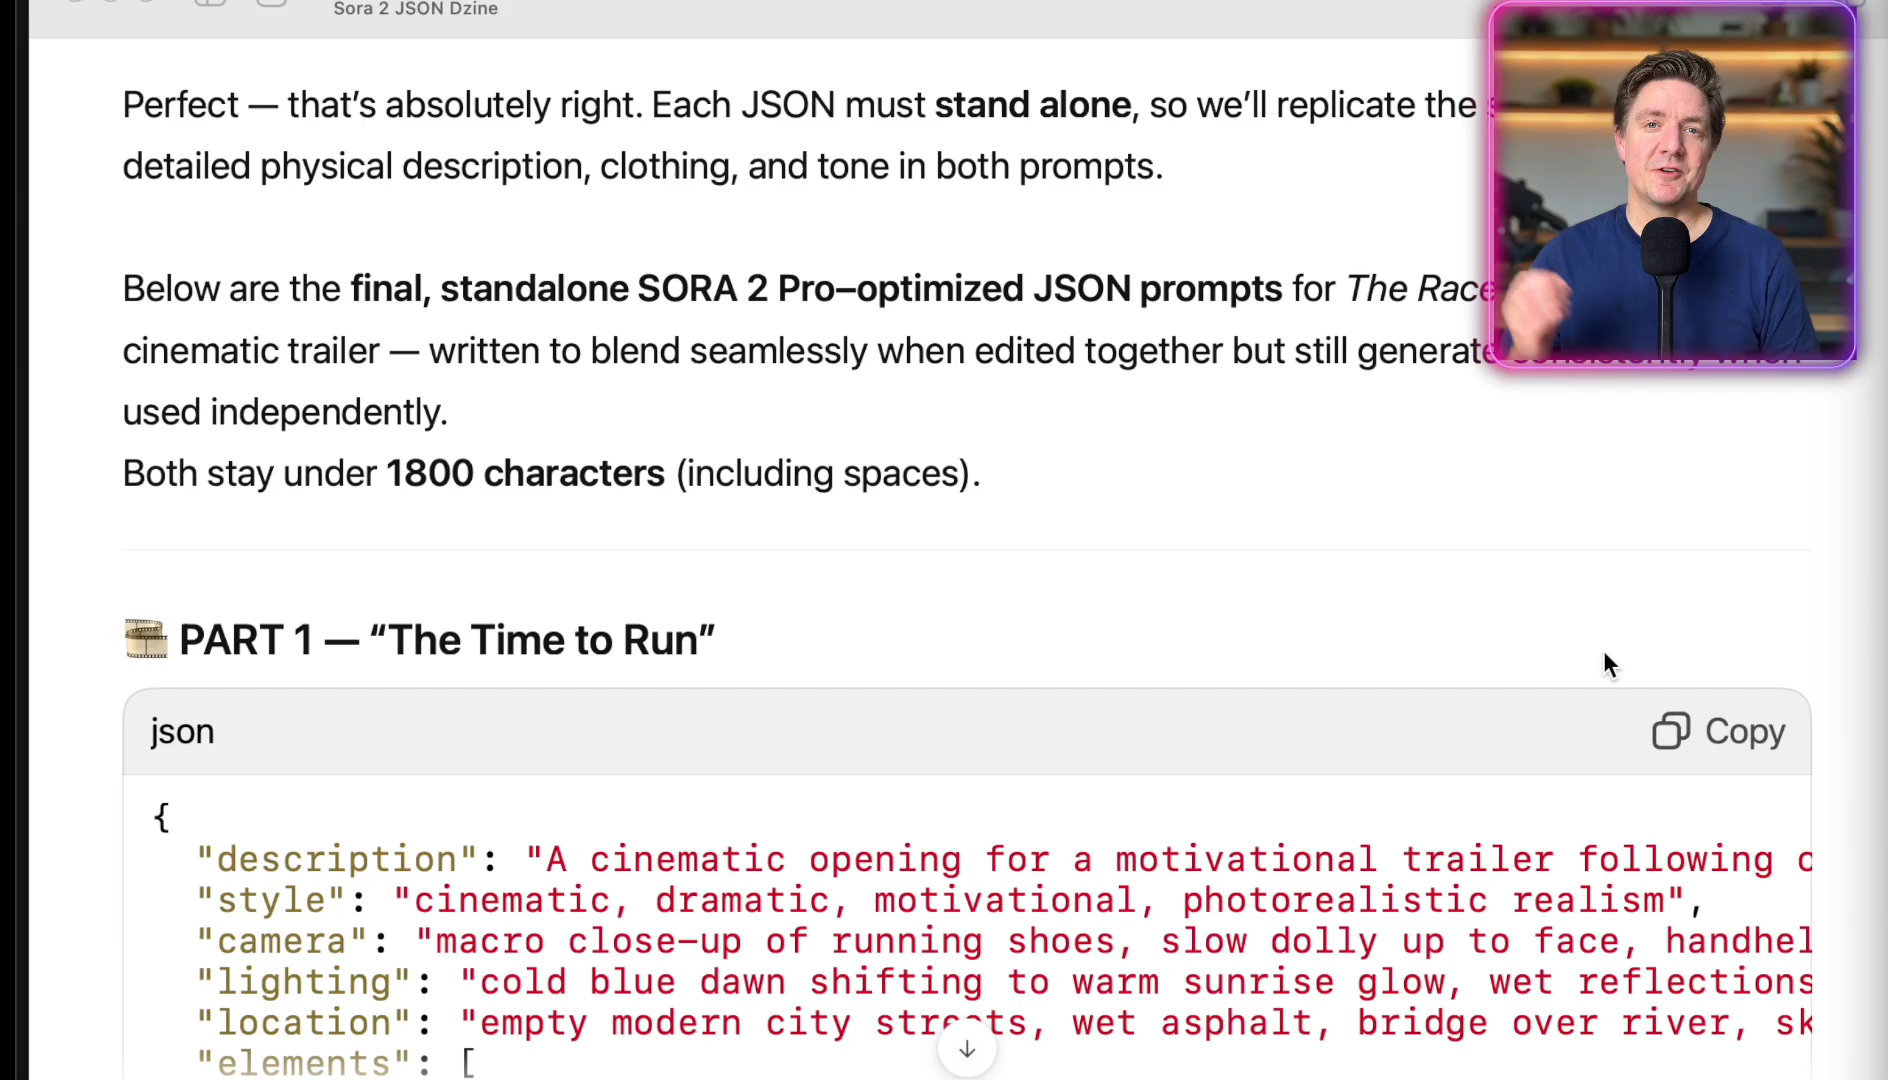 Sora 2 JSON Dzine
Perfect — that’s absolutely right. Each JSON must stand alone, so we’ll replicate the
detailed physical description, clothing, and tone in both prompts.
Below are the final, standalone SORA 2 Pro–optimized JSON prompts for The Race
cinematic trailer — written to blend seamlessly when edited together but still generate consistently when
used independently.
Both stay under 1800 characters (including spaces).
PART 1 — “The Time to Run”
json
Copy
{
"description": "A cinematic opening for a motivational trailer following
"style": "cinematic, dramatic, motivational, photorealistic realism",
"camera": "macro close-up of running shoes, slow dolly up to face,
"lighting": "cold blue dawn shifting to warm sunrise glow, wet reflections
"location": "empty modern city streets, wet asphalt, bridge over river,
"elements": [